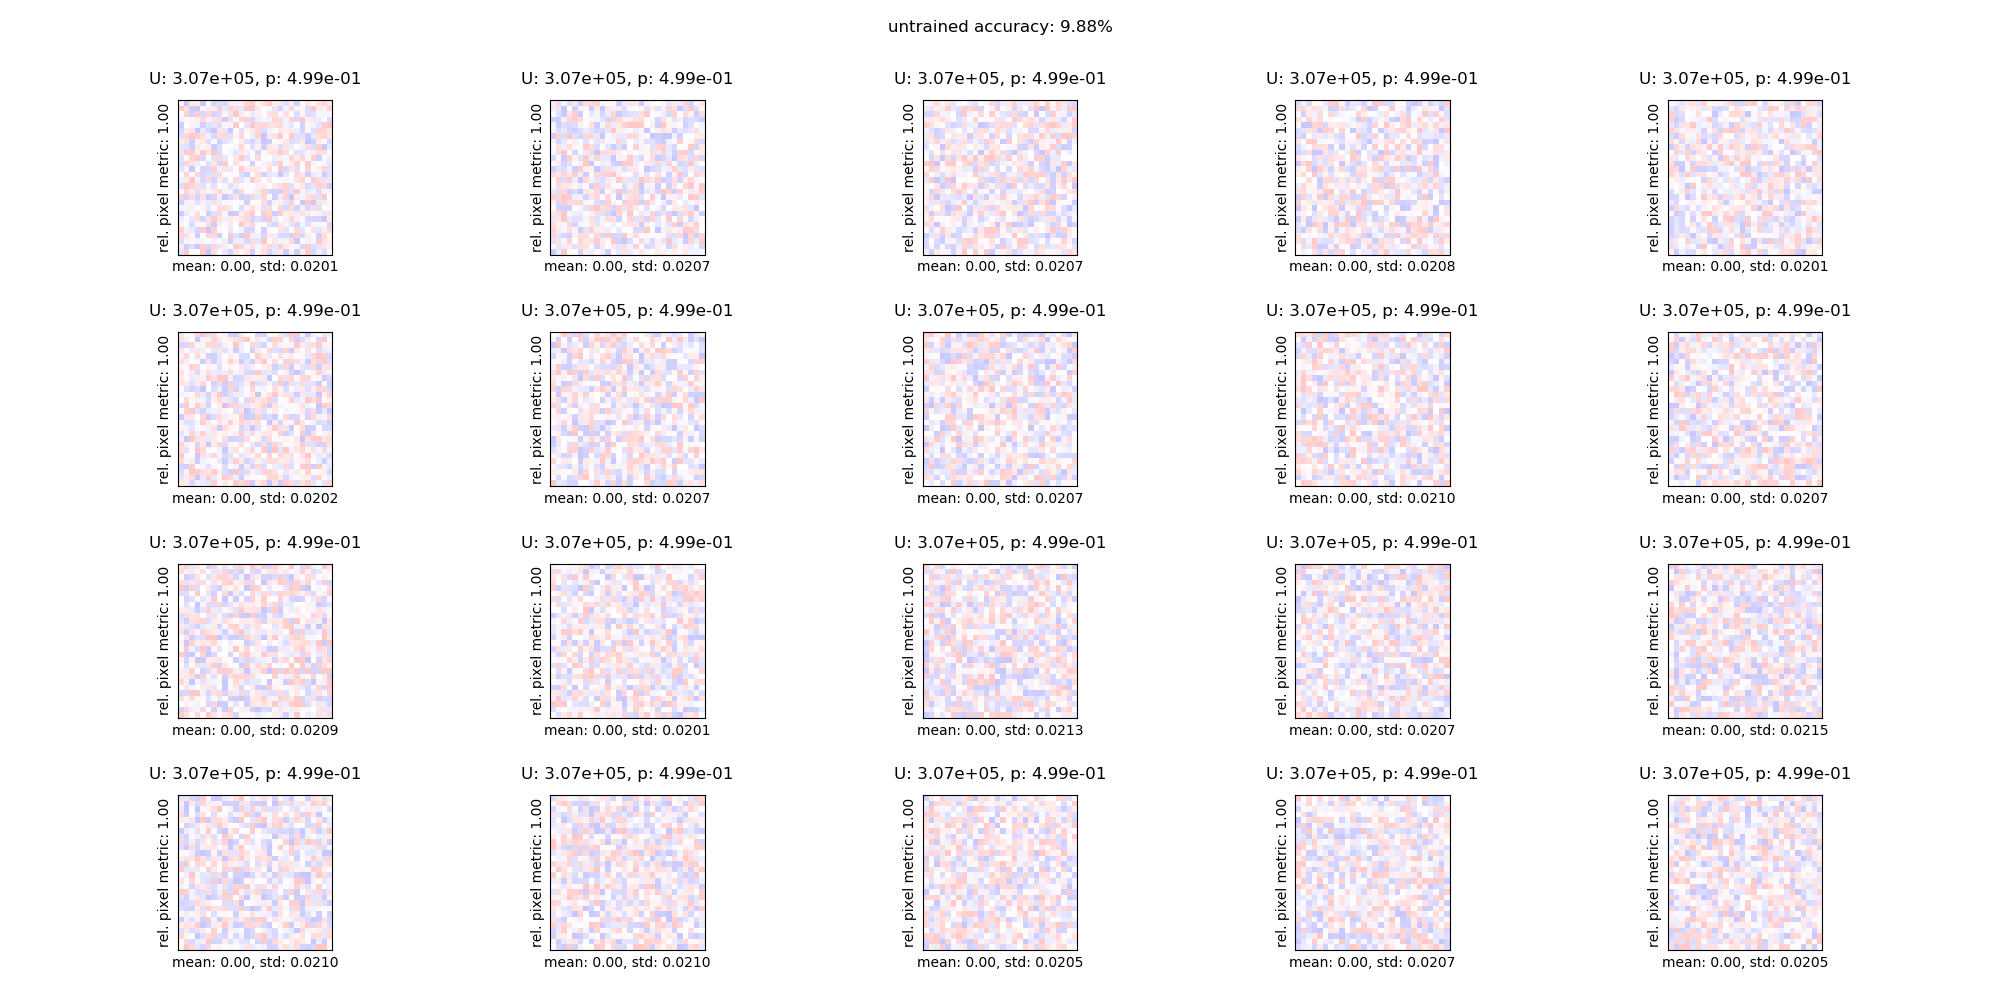 untrained accuracy: 9.88%
U: 3.07e+05, p: 4.99e-01
rel. pixel metric: 1.00
mean: 0.00, std: 0.0201
U: 3.07e+05, p: 4.99e-01
rel. pixel metric: 1.00
mean: 0.00, std: 0.0207
U: 3.07e+05, p: 4.99e-01
rel. pixel metric: 1.00
mean: 0.00, std: 0.0207
U: 3.07e+05, p: 4.99e-01
rel. pixel metric: 1.00
mean: 0.00, std: 0.0208
U: 3.07e+05, p: 4.99e-01
rel. pixel metric: 1.00
mean: 0.00, std: 0.0201
U: 3.07e+05, p: 4.99e-01
rel. pixel metric: 1.00
mean: 0.00, std: 0.0202
U: 3.07e+05, p: 4.99e-01
rel. pixel metric: 1.00
mean: 0.00, std: 0.0207
U: 3.07e+05, p: 4.99e-01
rel. pixel metric: 1.00
mean: 0.00, std: 0.0207
U: 3.07e+05, p: 4.99e-01
rel. pixel metric: 1.00
mean: 0.00, std: 0.0210
U: 3.07e+05, p: 4.99e-01
rel. pixel metric: 1.00
mean: 0.00, std: 0.0207
U: 3.07e+05, p: 4.99e-01
rel. pixel metric: 1.00
mean: 0.00, std: 0.0209
U: 3.07e+05, p: 4.99e-01
rel. pixel metric: 1.00
mean: 0.00, std: 0.0201
U: 3.07e+05, p: 4.99e-01
rel. pixel metric: 1.00
mean: 0.00, std: 0.0213
U: 3.07e+05, p: 4.99e-01
rel. pixel metric: 1.00
mean: 0.00, std: 0.0207
U: 3.07e+05, p: 4.99e-01
rel. pixel metric: 1.00
mean: 0.00, std: 0.0215
U: 3.07e+05, p: 4.99e-01
rel. pixel metric: 1.00
mean: 0.00, std: 0.0210
U: 3.07e+05, p: 4.99e-01
rel. pixel metric: 1.00
mean: 0.00, std: 0.0210
U: 3.07e+05, p: 4.99e-01
rel. pixel metric: 1.00
mean: 0.00, std: 0.0205
U: 3.07e+05, p: 4.99e-01
rel. pixel metric: 1.00
mean: 0.00, std: 0.0207
U: 3.07e+05, p: 4.99e-01
rel. pixel metric: 1.00
mean: 0.00, std: 0.0205